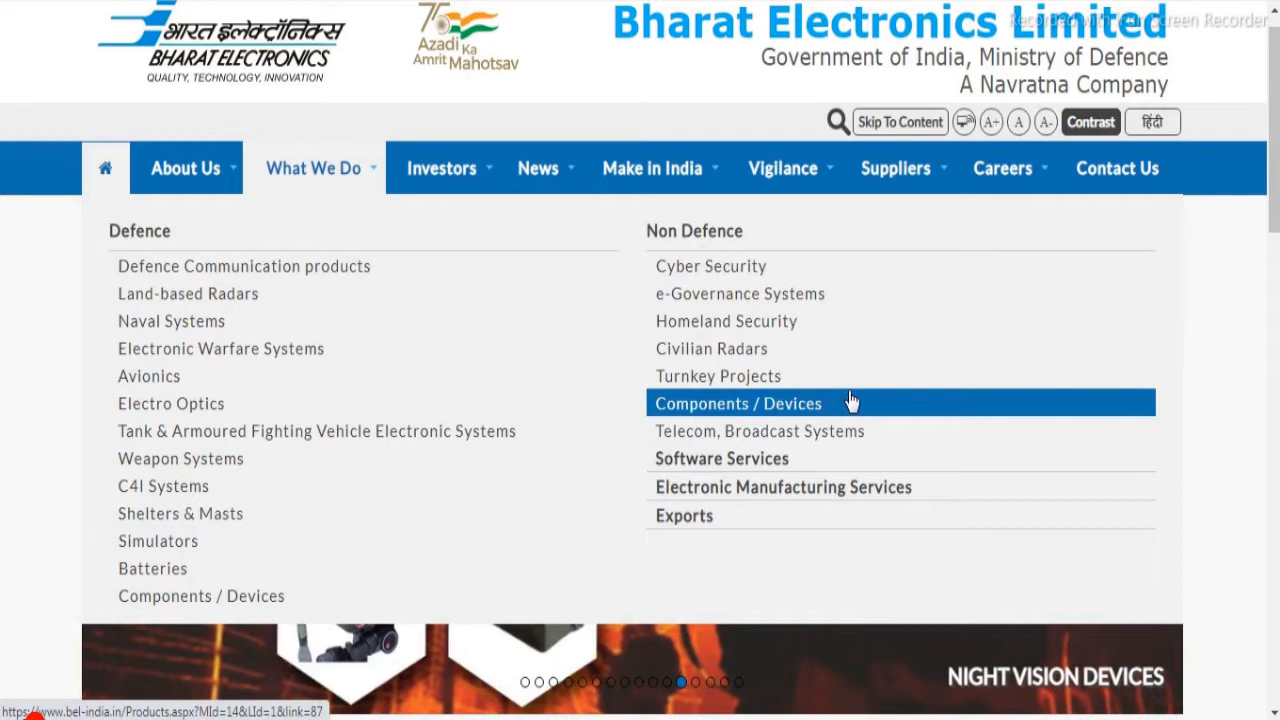 भारत इलेक्ट्रॉनिक्स
BHARAT ELECTRONICS
QUALITY, TECHNOLOGY, INNOVATION
75
Azadi Ka
Amrit Mahotsav
Bharat Electronics Limited
Government of India, Ministry of Defence
A Navratna Company
Screen Recorder
Skip To Content A+ A A- Contrast हिंदी
About Us What We Do Investors News Make in India Vigilance Suppliers Careers Contact Us
Defence
Defence Communication products
Land-based Radars
Naval Systems
Electronic Warfare Systems
Avionics
Electro Optics
Tank & Armoured Fighting Vehicle Electronic Systems
Weapon Systems
C4I Systems
Shelters & Masts
Simulators
Batteries
Components / Devices
Non Defence
Cyber Security
e-Governance Systems
Homeland Security
Civilian Radars
Turnkey Projects
Components / Devices
Telecom, Broadcast Systems
Software Services
Electronic Manufacturing Services
Exports
NIGHT VISION DEVICES
https://www.bel-india.in/Products.aspx?MId=14&LId=1&link=87